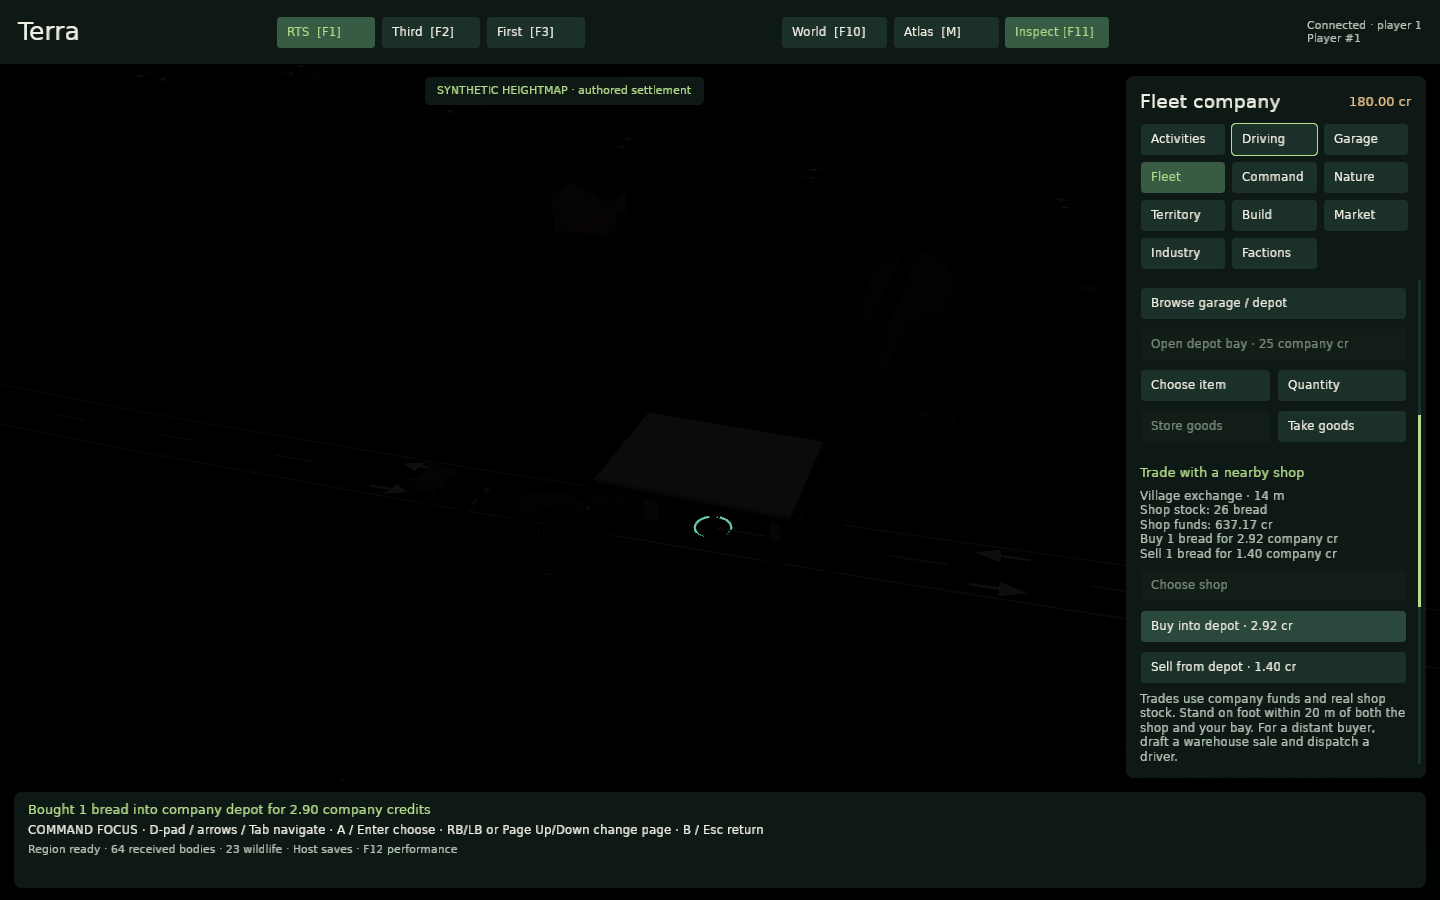 Terra
RTS [F1]
Third [F2]
First [F3]
World [F10]
Atlas [M]
Inspect [F11]
Connected · player 1
Player #1
SYNTHETIC HEIGHTMAP · authored settlement
Fleet company
180.00 cr
Activities
Driving
Garage
Fleet
Command
Nature
Territory
Build
Market
Industry
Factions
Browse garage / depot
Open depot bay · 25 company cr
Choose item
Quantity
Store goods
Take goods
Trade with a nearby shop
Village exchange · 14 m
Shop stock: 26 bread
Shop funds: 637.17 cr
Buy 1 bread for 2.92 company cr
Sell 1 bread for 1.40 company cr
Choose shop
Buy into depot · 2.92 cr
Sell from depot · 1.40 cr
Trades use company funds and real shop
stock. Stand on foot within 20 m of both the
shop and your bay. For a distant buyer,
draft a warehouse sale and dispatch a
driver.
Bought 1 bread into company depot for 2.90 company credits
COMMAND FOCUS · D-pad / arrows / Tab navigate · A / Enter choose · RB/LB or Page Up/Down change page · B / Esc return
Region ready · 64 received bodies · 23 wildlife · Host saves · F12 performance